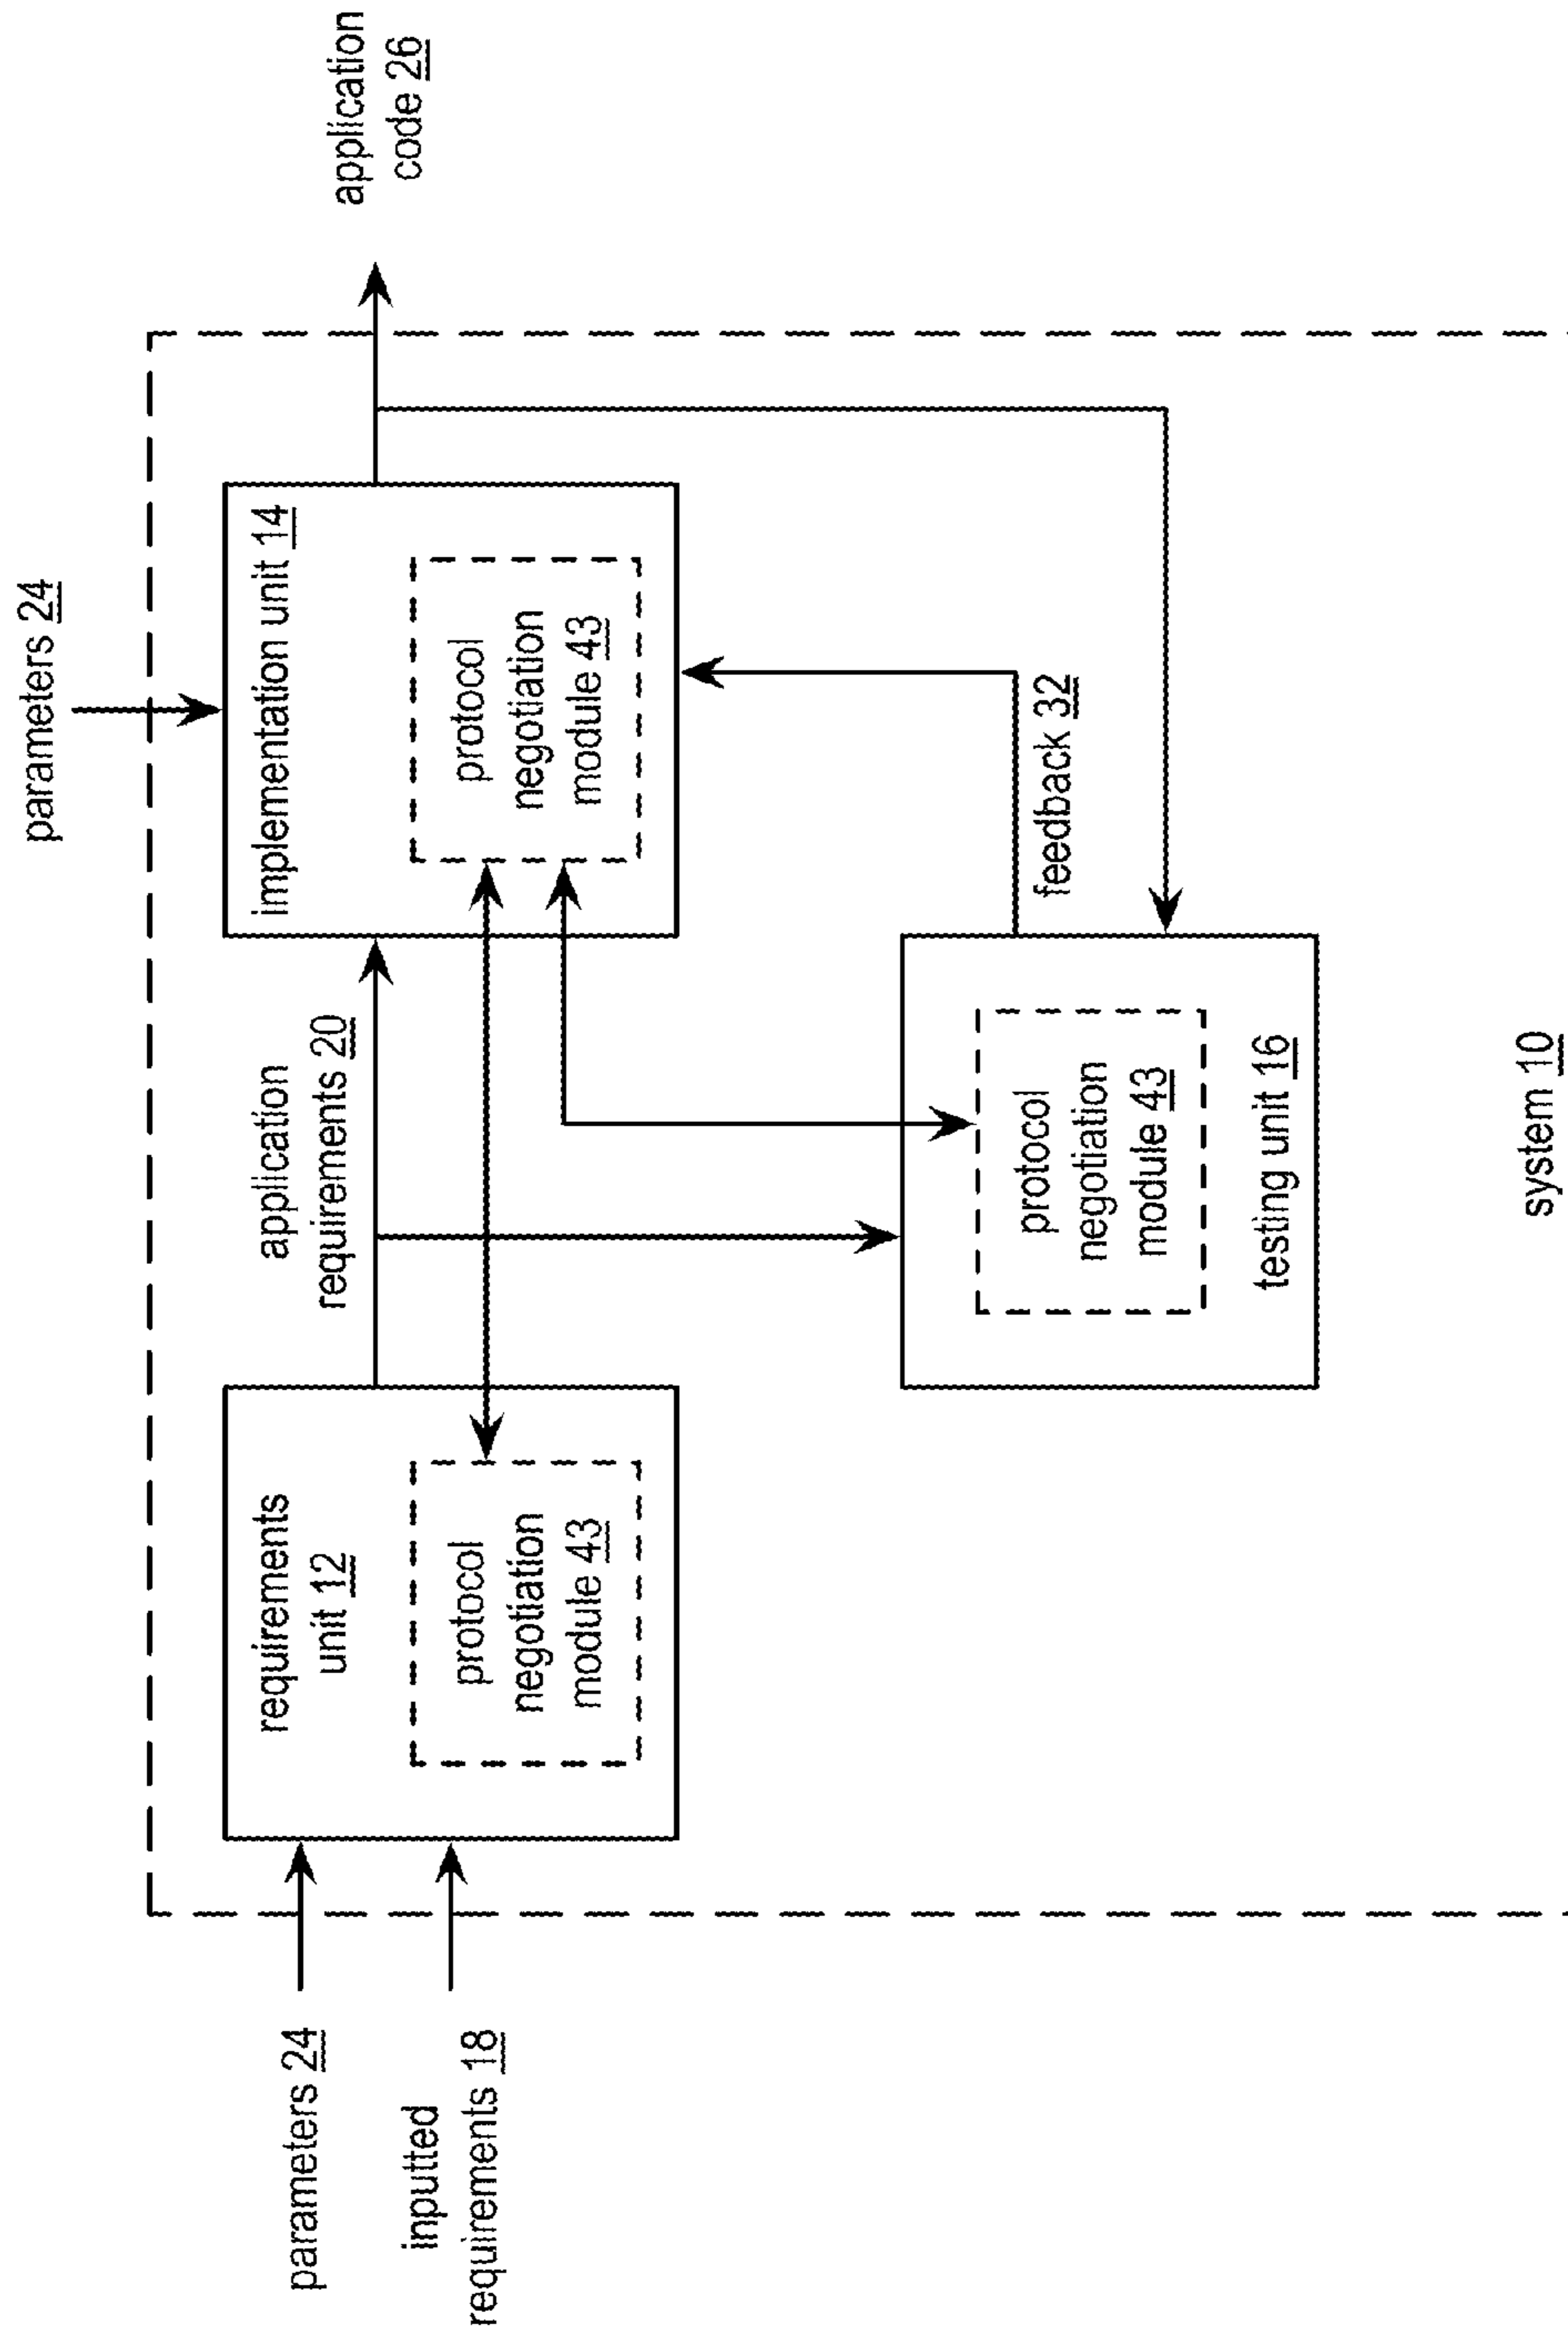 parameters 24
parameters 24
inputted
requirements 18
requirements
unit 12
protocol
negotiation
module 43
application
requirements 20
implementation unit 14
protocol
negotiation
module 43
application
code 26
feedback 32
protocol
negotiation
module 43
testing unit 16
system 10